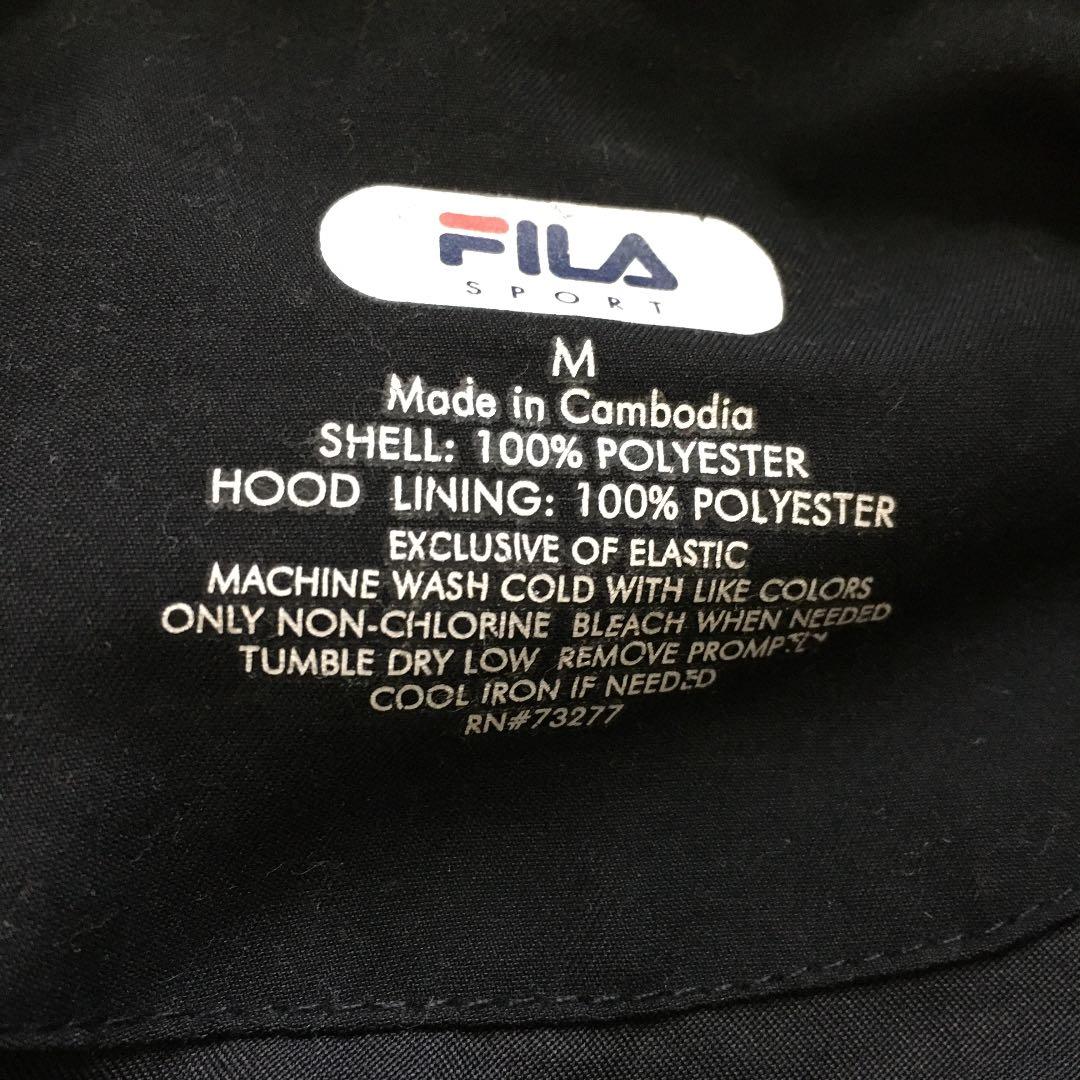 FILA
SPORT
M
Made in Cambodia
SHELL: 100% POLYESTER
HOOD LINING: 100% POLYESTER
EXCLUSIVE OF ELASTIC
MACHINE WASH COLD WITH LIKE COLORS
ONLY NON-CHLORINE BLEACH WHEN NEEDED
TUMBLE DRY LOW REMOVE PROMPTLY
COOL IRON IF NEEDED
RN#73277